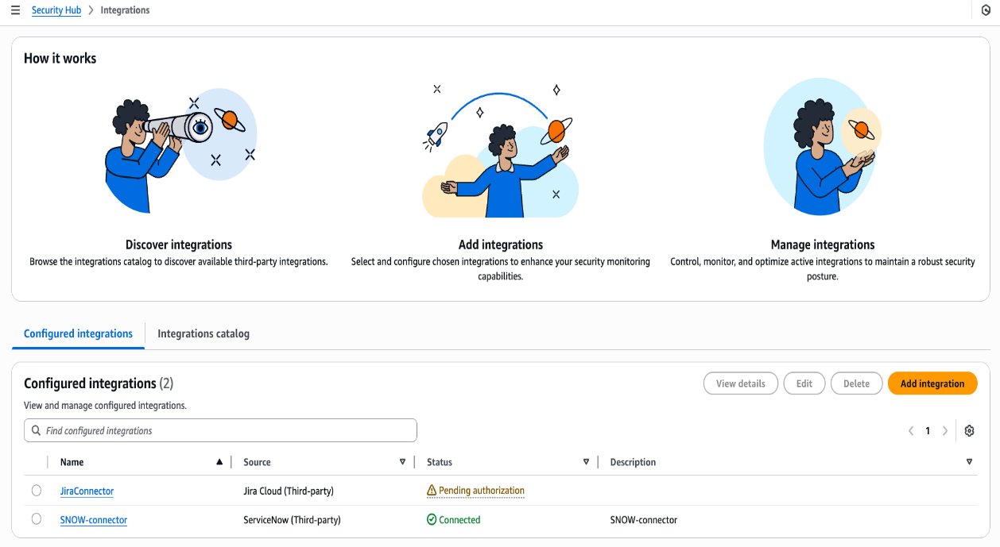 Security Hub
Integrations
How it works
Discover integrations
Browse the integrations catalog to discover available third-party integrations.
Add integrations
Select and configure chosen integrations to enhance your security monitoring
capabilities.
Manage integrations
Control, monitor, and optimize active integrations to maintain a robust security
posture.
Configured integrations
Integrations catalog
Configured integrations (2)
View details
Edit
Delete
Add integration
View and manage configured integrations.
Find configured integrations
1
Name Source Status Description
JiraConnector Jira Cloud (Third-party) Pending authorization
SNOW-connector ServiceNow (Third-party) Connected SNOW-connector